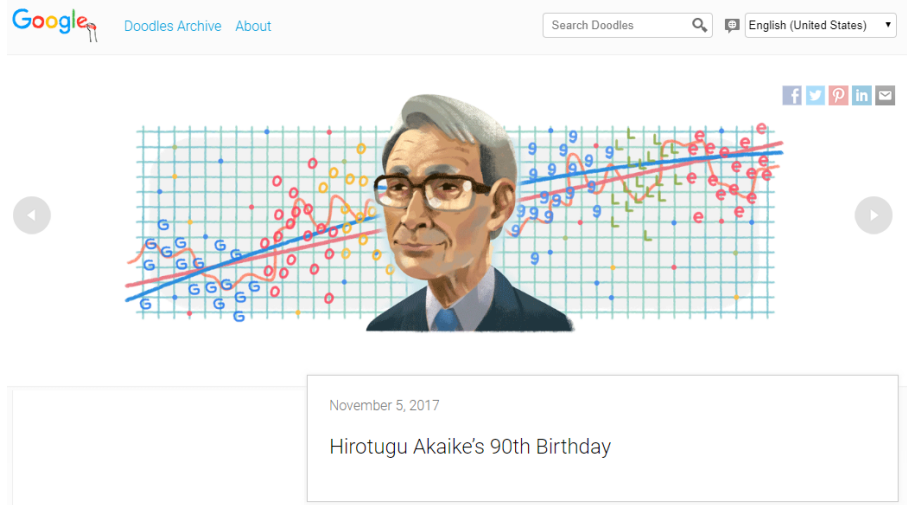 Google
Doodles Archive About
Search Doodles
English (United States)
G G G G G G G G G G G G G
O O O O O O O O O O O O O O O
O O O O O O O O O O
g g g g g g g g g g g g g g g
L L L L L L L L L L L L L L
e e e e e e e e e e e e e e e
November 5, 2017
Hirotugu Akaike’s 90th Birthday